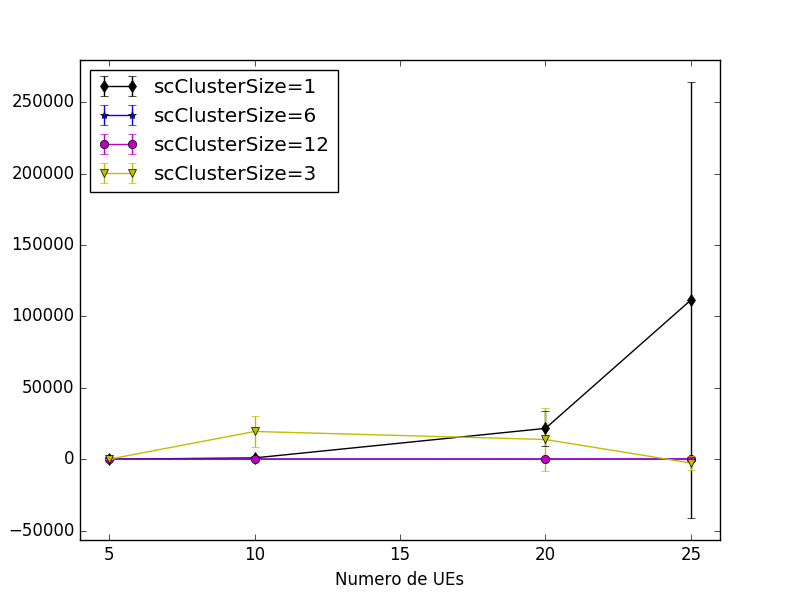 scClusterSize=1
scClusterSize=6
scClusterSize=12
scClusterSize=3
250000
200000
150000
100000
50000
0
−50000
5 10 15 20 25
Numero de UEs